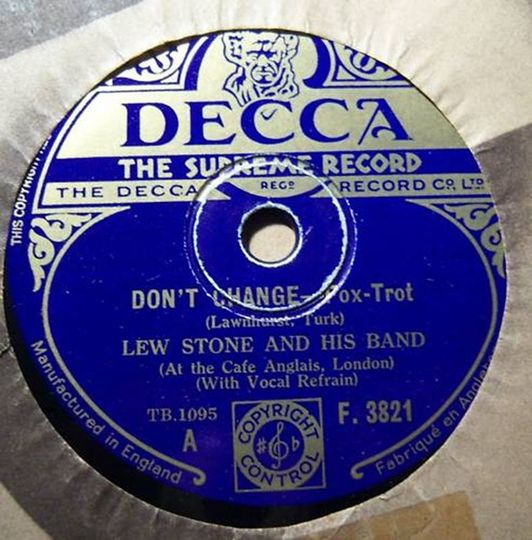 DECCA
THE SUPREME RECORD
THE DECCA REGD RECORD CO., LTD.
THIS COPYRIGHT
DON'T CHANGE—Fox-Trot
(Lawnhurst, Turk)
LEW STONE AND HIS BAND
(At the Cafe Anglais, London)
(With Vocal Refrain)
TB.1095
A
COPYRIGHT
CONTROL
F. 3821
Manufactured in England
Fabriqué en